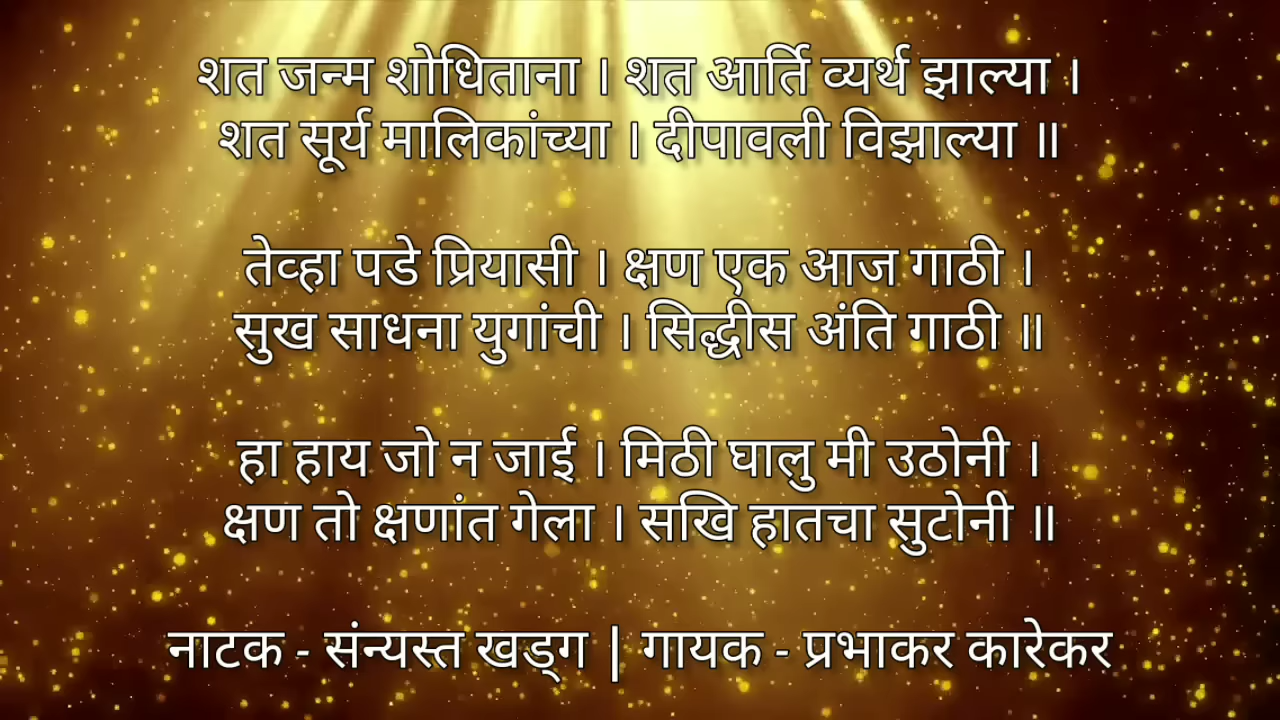 शत जन्म शोधिताना । शत आर्ति व्यर्थ झाल्या ।
शत सूर्य मालिकांच्या । दीपावली विझाल्या ॥
तेव्हा पडे प्रियासी । क्षण एक आज गाठी ।
सुख साधना युगांची । सिद्धीस अंति गाठी ॥
हा हाय जो न जाई । मिठी घालु मी उठोनी ।
क्षण तो क्षणांत गेला । सखि हातचा सुटोनी ॥
नाटक - संन्यस्त खड्ग | गायक - प्रभाकर कारेकर